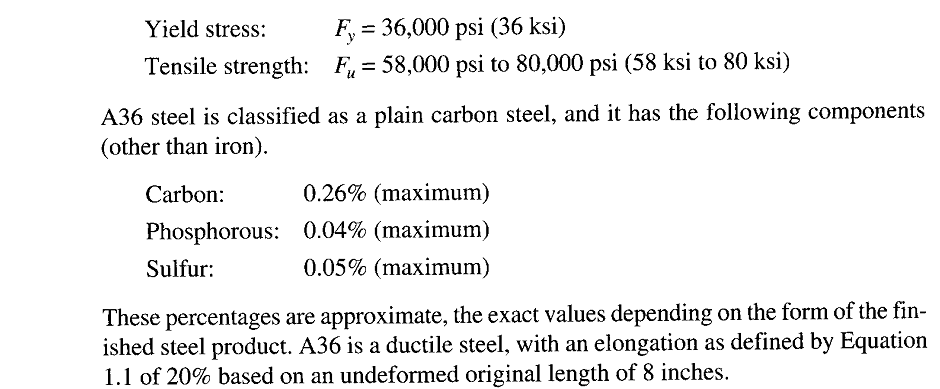 Yield stress: F_y = 36,000 psi (36 ksi)
Tensile strength: F_u = 58,000 psi to 80,000 psi (58 ksi to 80 ksi)
A36 steel is classified as a plain carbon steel, and it has the following components
(other than iron).
Carbon: 0.26% (maximum)
Phosphorous: 0.04% (maximum)
Sulfur: 0.05% (maximum)
These percentages are approximate, the exact values depending on the form of the fin-
ished steel product. A36 is a ductile steel, with an elongation as defined by Equation
1.1 of 20% based on an undeformed original length of 8 inches.